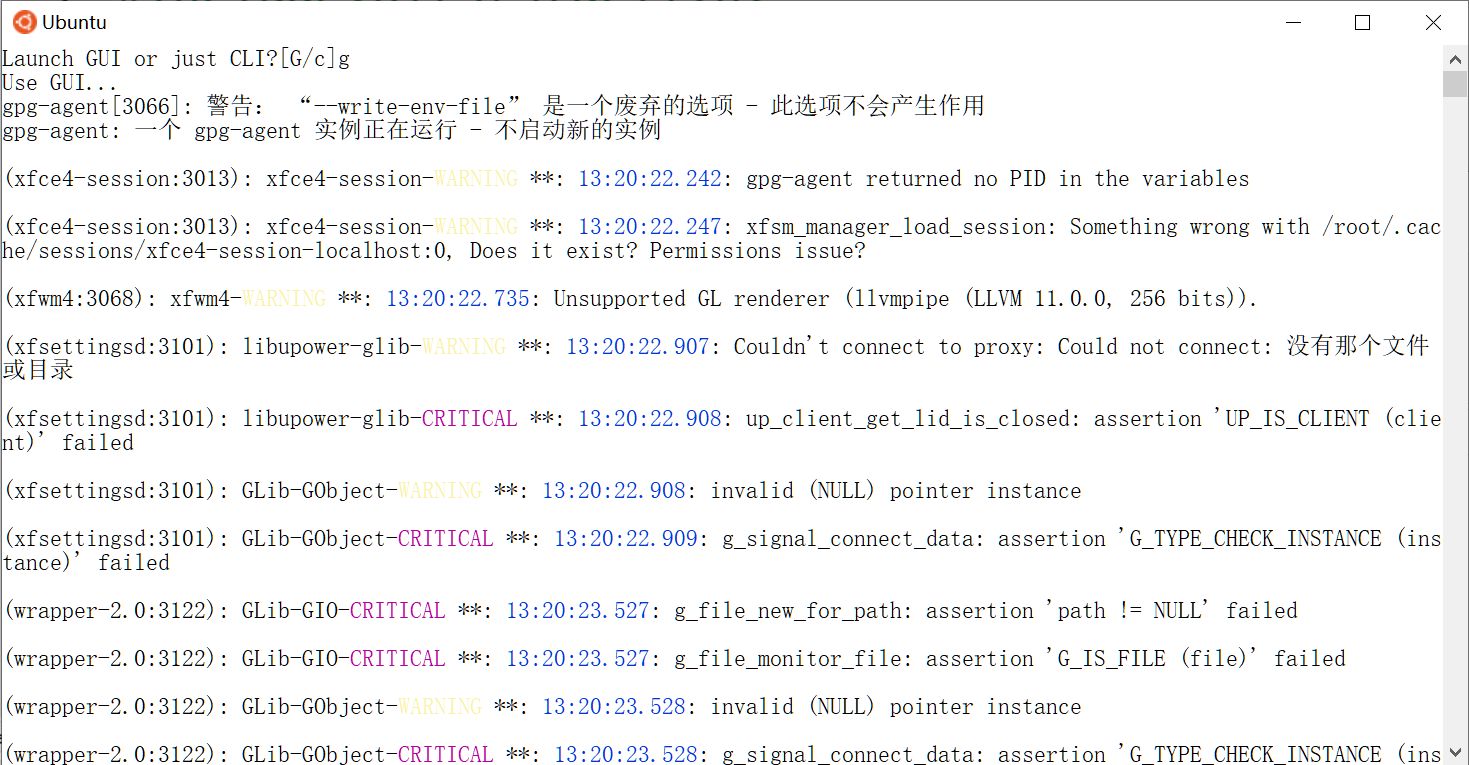 Ubuntu
Launch GUI or just CLI?[G/c]g
Use GUI...
gpg-agent[3066]: 警告： “--write-env-file” 是一个废弃的选项 - 此选项不会产生作用
gpg-agent: 一个 gpg-agent 实例正在运行 - 不启动新的实例
(xfce4-session:3013): xfce4-session-WARNING **: 13:20:22.242: gpg-agent returned no PID in the variables
(xfce4-session:3013): xfce4-session-WARNING **: 13:20:22.247: xfsm_manager_load_session: Something wrong with /root/.cac
he/sessions/xfce4-session-localhost:0, Does it exist? Permissions issue?
(xfwm4:3068): xfwm4-WARNING **: 13:20:22.735: Unsupported GL renderer (llvmpipe (LLVM 11.0.0, 256 bits)).
(xfsettingsd:3101): libupower-glib-WARNING **: 13:20:22.907: Couldn't connect to proxy: Could not connect: 没有那个文件
或目录
(xfsettingsd:3101): libupower-glib-CRITICAL **: 13:20:22.908: up_client_get_lid_is_closed: assertion 'UP_IS_CLIENT (clie
nt)' failed
(xfsettingsd:3101): GLib-GObject-WARNING **: 13:20:22.908: invalid (NULL) pointer instance
(xfsettingsd:3101): GLib-GObject-CRITICAL **: 13:20:22.909: g_signal_connect_data: assertion 'G_TYPE_CHECK_INSTANCE (ins
tance)' failed
(wrapper-2.0:3122): GLib-GIO-CRITICAL **: 13:20:23.527: g_file_new_for_path: assertion 'path != NULL' failed
(wrapper-2.0:3122): GLib-GIO-CRITICAL **: 13:20:23.527: g_file_monitor_file: assertion 'G_IS_FILE (file)' failed
(wrapper-2.0:3122): GLib-GObject-WARNING **: 13:20:23.528: invalid (NULL) pointer instance
(wrapper-2.0:3122): GLib-GObject-CRITICAL **: 13:20:23.528: g_signal_connect_data: assertion 'G_TYPE_CHECK_INSTANCE (ins